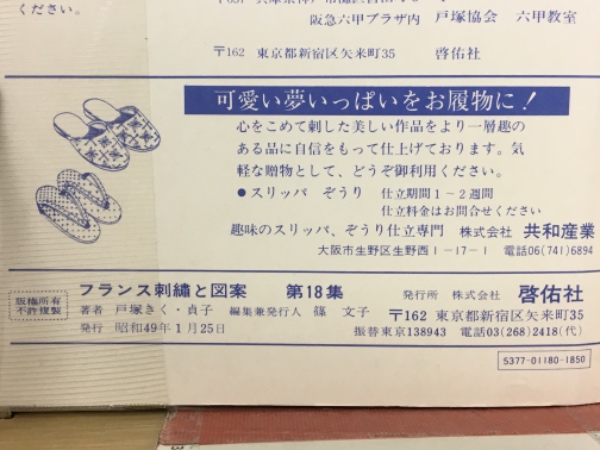 ください。
阪急六甲プラザ内 戸塚協会 六甲教室
〒162 東京都新宿区矢来町35 啓佑社
可愛い夢いっぱいをお履物に!
心をこめて刺した美しい作品をより一層趣の
ある品に自信をもって仕上げております。気
軽な贈物として、どうぞ御利用ください。
●スリッパ ぞうり 仕立期間1−2週間
仕立料金はお問合せください
趣味のスリッパ、ぞうり仕立専門 株式会社 共和産業
大阪市生野区生野西1−17−1 電話06(741)6894
版権所有
不許複製
フランス刺繡と図案 第18集 発行所 株式会社 啓佑社
著者 戸塚きく・貞子 編集兼発行人 篠 文子 〒162 東京都新宿区矢来町35
発行 昭和49年1月25日 振替東京138943 電話03(268)2418(代)
5377-01180-1850